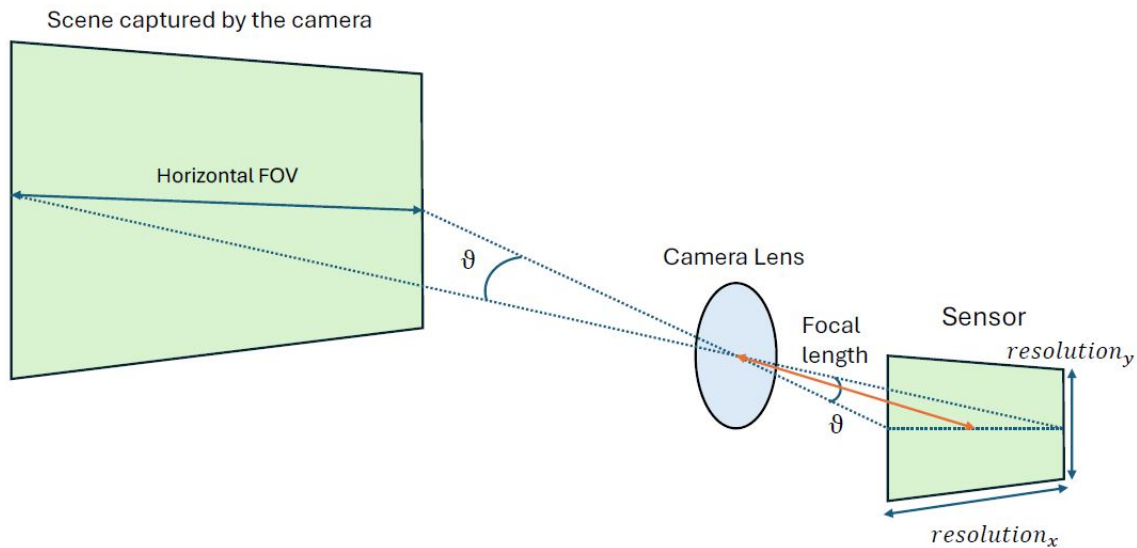 Scene captured by the camera
Horizontal FOV
ϑ
Camera Lens
Focal
length
Sensor
resolution_y
ϑ
resolution_x